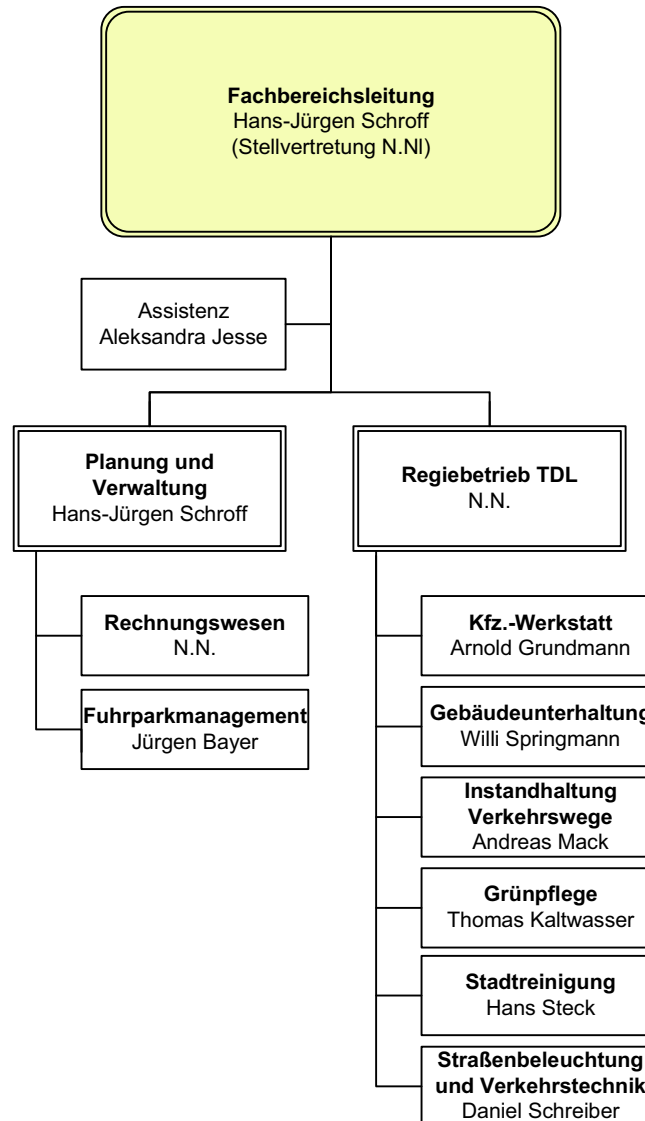 Fachbereichsleitung
Hans-Jürgen Schroff
(Stellvertretung N.Nl)
Assistenz
Aleksandra Jesse
Planung und
Verwaltung
Hans-Jürgen Schroff
Rechnungswesen
N.N.
Fuhrparkmanagement
Jürgen Bayer
Regiebetrieb TDL
N.N.
Kfz.-Werkstatt
Arnold Grundmann
Gebäudeunterhaltung
Willi Springmann
Instandhaltung
Verkehrswege
Andreas Mack
Grünpflege
Thomas Kaltwasser
Stadtreinigung
Hans Steck
Straßenbeleuchtung
und Verkehrstechnik
Daniel Schreiber